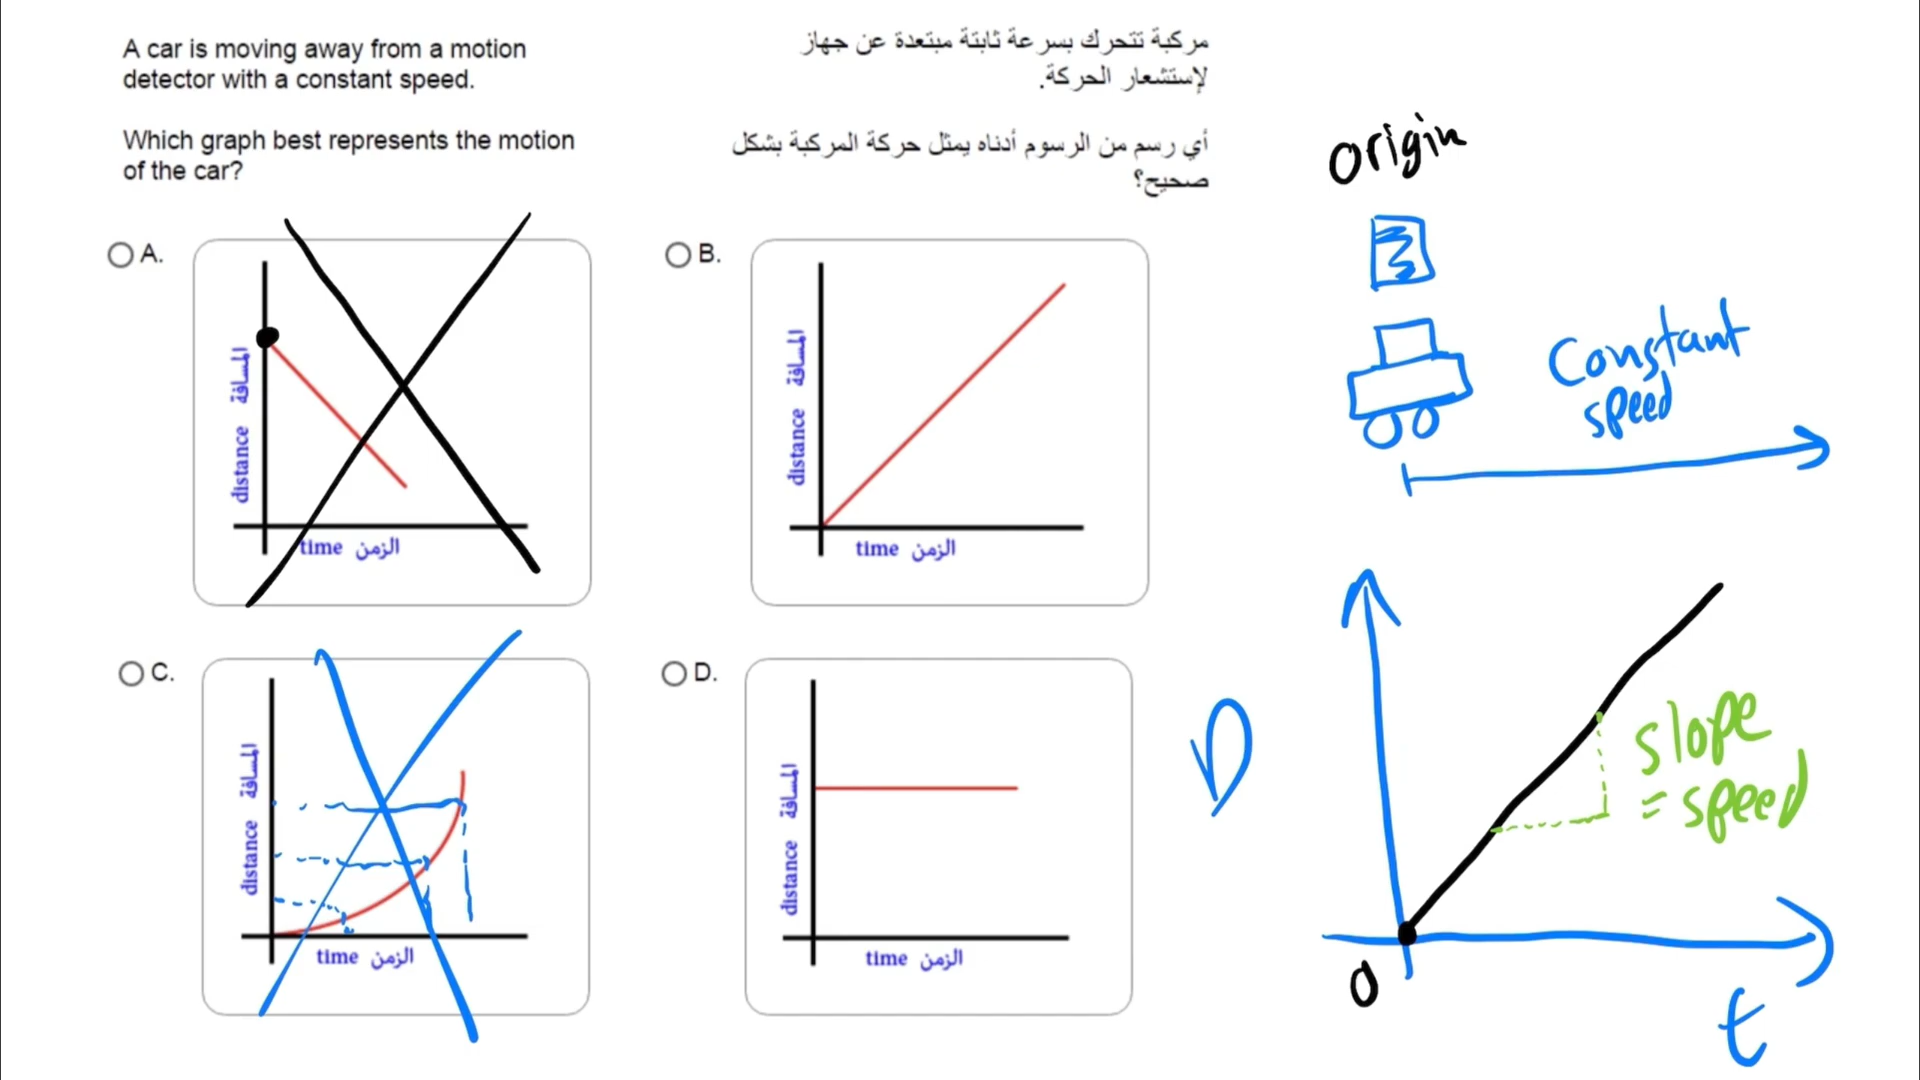 A car is moving away from a motion
detector with a constant speed.
Which graph best represents the motion
of the car?
مركبة تتحرك بسرعة ثابتة مبتعدة عن جهاز
لإستشعار الحركة.
أي رسم من الرسوم أدناه يمثل حركة المركبة بشكل
صحيح؟
A.
distance المسافة
time الزمن
B.
distance المسافة
time الزمن
C.
distance المسافة
time الزمن
D.
distance المسافة
time الزمن
origin
Constant
speed
D
slope
= speed
0
t